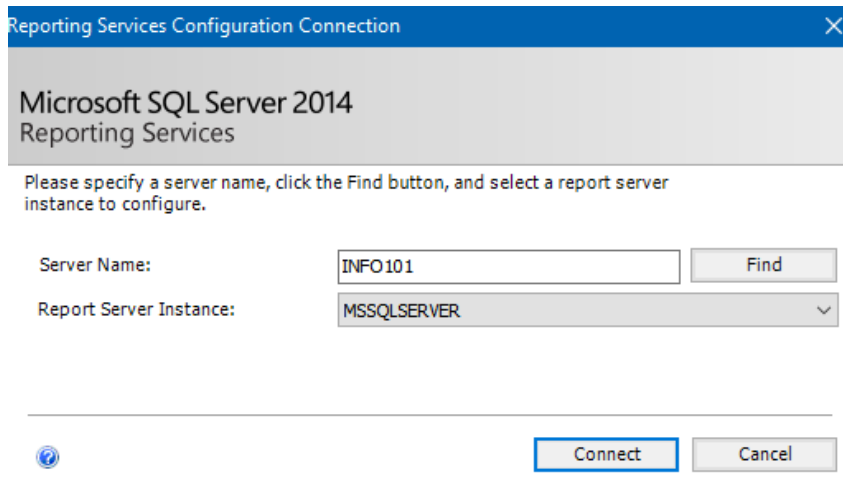 Reporting Services Configuration Connection
Microsoft SQL Server 2014
Reporting Services
Please specify a server name, click the Find button, and select a report server
instance to configure.
Server Name: INFO101 Find
Report Server Instance: MSSQLSERVER
? Connect Cancel